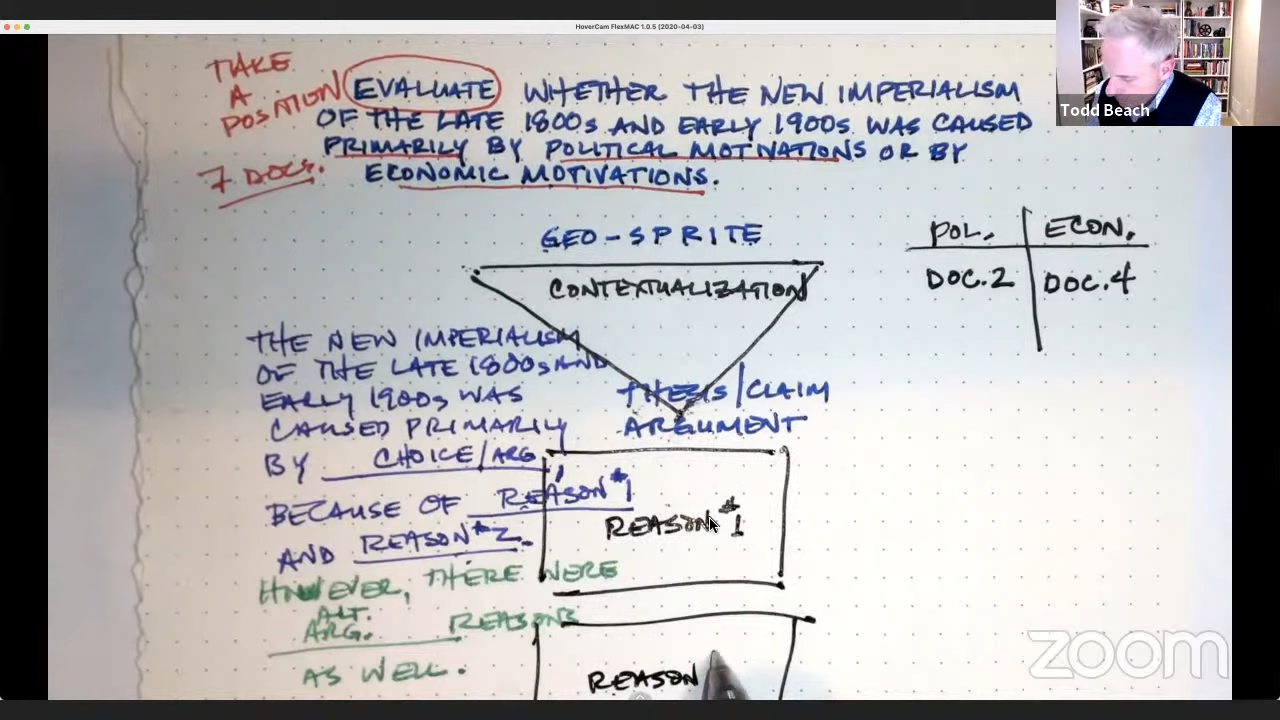 HoverCam FlexMAC 1.0.5 (2020-04-03)
Todd Beach
TAKE
A
POSITION
EVALUATE WHETHER THE NEW IMPERIALISM
OF THE LATE 1800s AND EARLY 1900s WAS CAUSED
PRIMARILY BY POLITICAL MOTIVATIONS OR BY
ECONOMIC MOTIVATIONS.
7 DOCS.
GEO-SPRITE
CONTEXTUALIZATION
POL. ECON.
DOC.2 DOC.4
THESIS/CLAIM
ARGUMENT
THE NEW IMPERIALISM
OF THE LATE 1800s AND
EARLY 1900s WAS
CAUSED PRIMARILY
BY CHOICE/ARG,
BECAUSE OF REASON #1
AND REASON #2.
HOWEVER, THERE WERE
ALT.
ARG. REASONS
AS WELL.
REASON #1
REASON
zoom